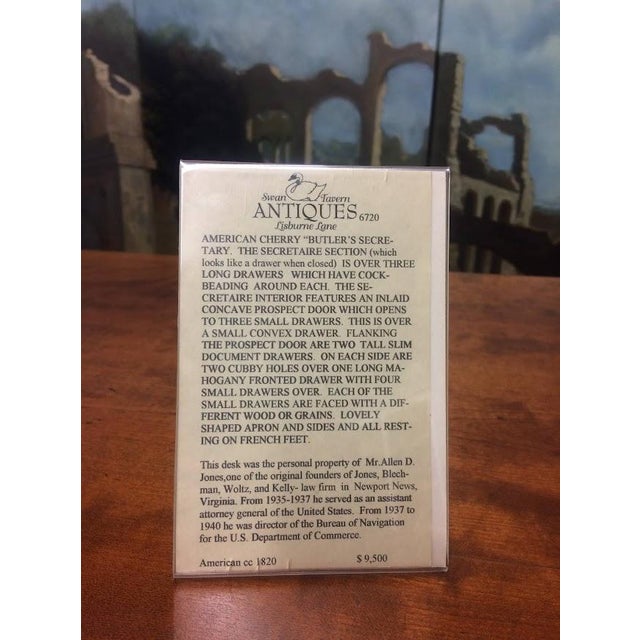 Swan Tavern
ANTIQUES 6720
Lisburne Lane
AMERICAN CHERRY "BUTLER'S SECRE-
TARY. THE SECRETAIRE SECTION (which
looks like a drawer when closed) IS OVER THREE
LONG DRAWERS WHICH HAVE COCK-
BEADING AROUND EACH. THE SE-
CRETAIRE INTERIOR FEATURES AN INLAID
CONCAVE PROSPECT DOOR WHICH OPENS
TO THREE SMALL DRAWERS. THIS IS OVER
A SMALL CONVEX DRAWER. FLANKING
THE PROSPECT DOOR ARE TWO TALL SLIM
DOCUMENT DRAWERS. ON EACH SIDE ARE
TWO CUBBY HOLES OVER ONE LONG MA-
HOGANY FRONTED DRAWER WITH FOUR
SMALL DRAWERS OVER. EACH OF THE
SMALL DRAWERS ARE FACED WITH A DIF-
FERENT WOOD OR GRAINS. LOVELY
SHAPED APRON AND SIDES AND ALL REST-
ING ON FRENCH FEET.
This desk was the personal property of Mr.Allen D.
Jones,one of the original founders of Jones, Blech-
man, Woltz, and Kelly- law firm in Newport News,
Virginia. From 1935-1937 he served as an assistant
attorney general of the United States. From 1937 to
1940 he was director of the Bureau of Navigation
for the U.S. Department of Commerce.
American cc 1820 $ 9,500